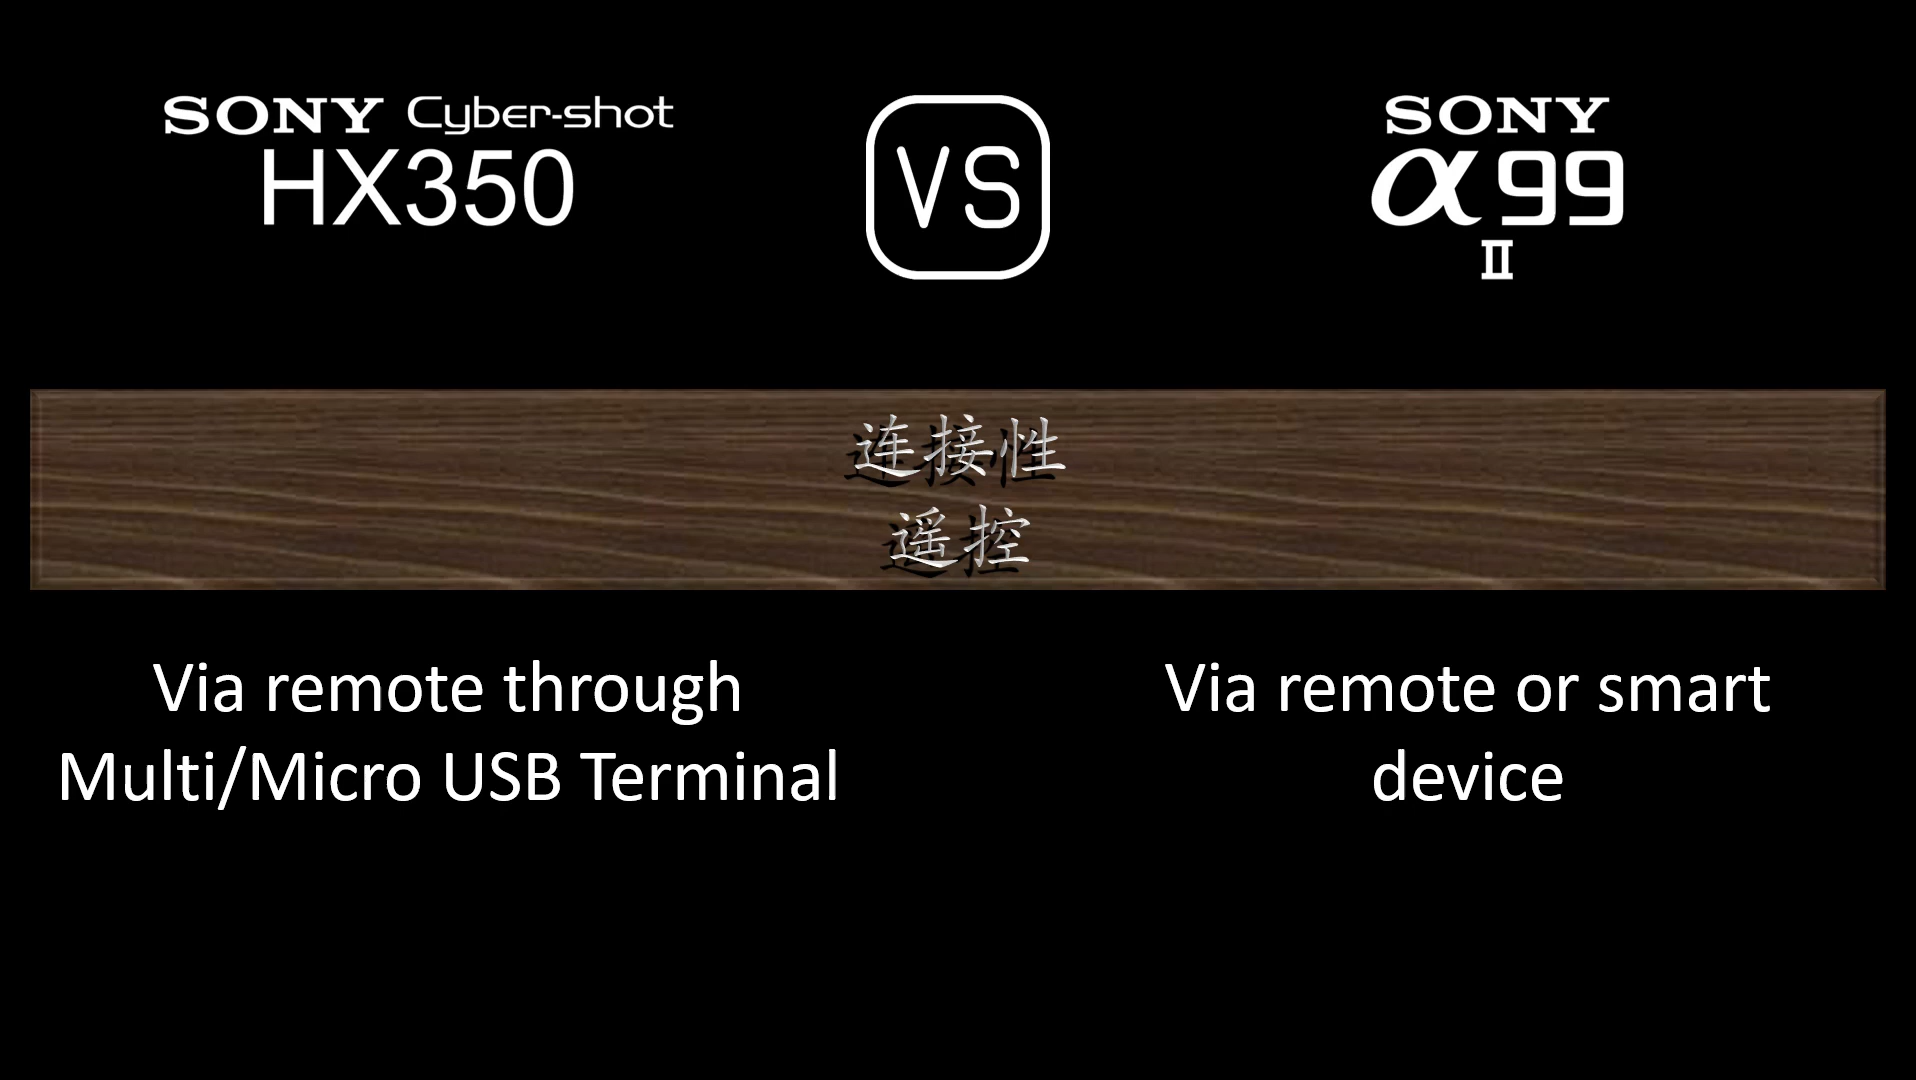 SONY Cyber-shot
HX350
VS
SONY
α99
II
连接性
遥控
Via remote through
Multi/Micro USB Terminal
Via remote or smart
device